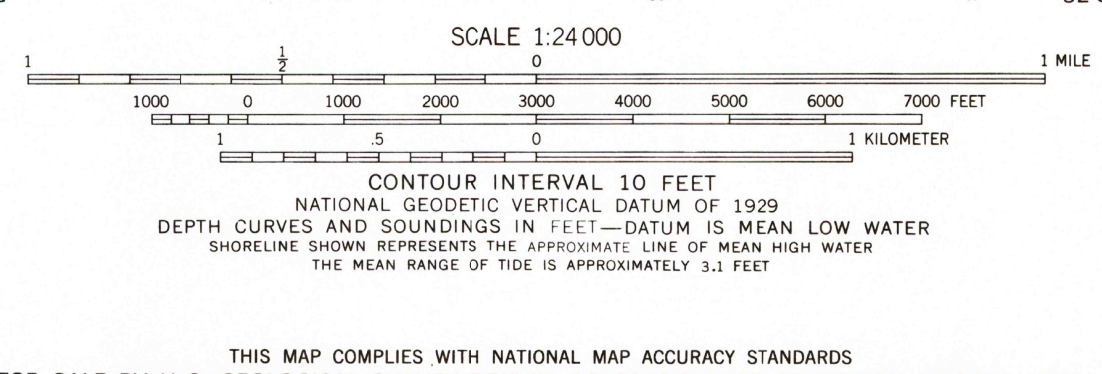 SCALE 1:24 000
1 ½ 0 1 MILE
1000 0 1000 2000 3000 4000 5000 6000 7000 FEET
1 .5 0 1 KILOMETER
CONTOUR INTERVAL 10 FEET
NATIONAL GEODETIC VERTICAL DATUM OF 1929
DEPTH CURVES AND SOUNDINGS IN FEET—DATUM IS MEAN LOW WATER
SHORELINE SHOWN REPRESENTS THE APPROXIMATE LINE OF MEAN HIGH WATER
THE MEAN RANGE OF TIDE IS APPROXIMATELY 3.1 FEET
THIS MAP COMPLIES WITH NATIONAL MAP ACCURACY STANDARDS